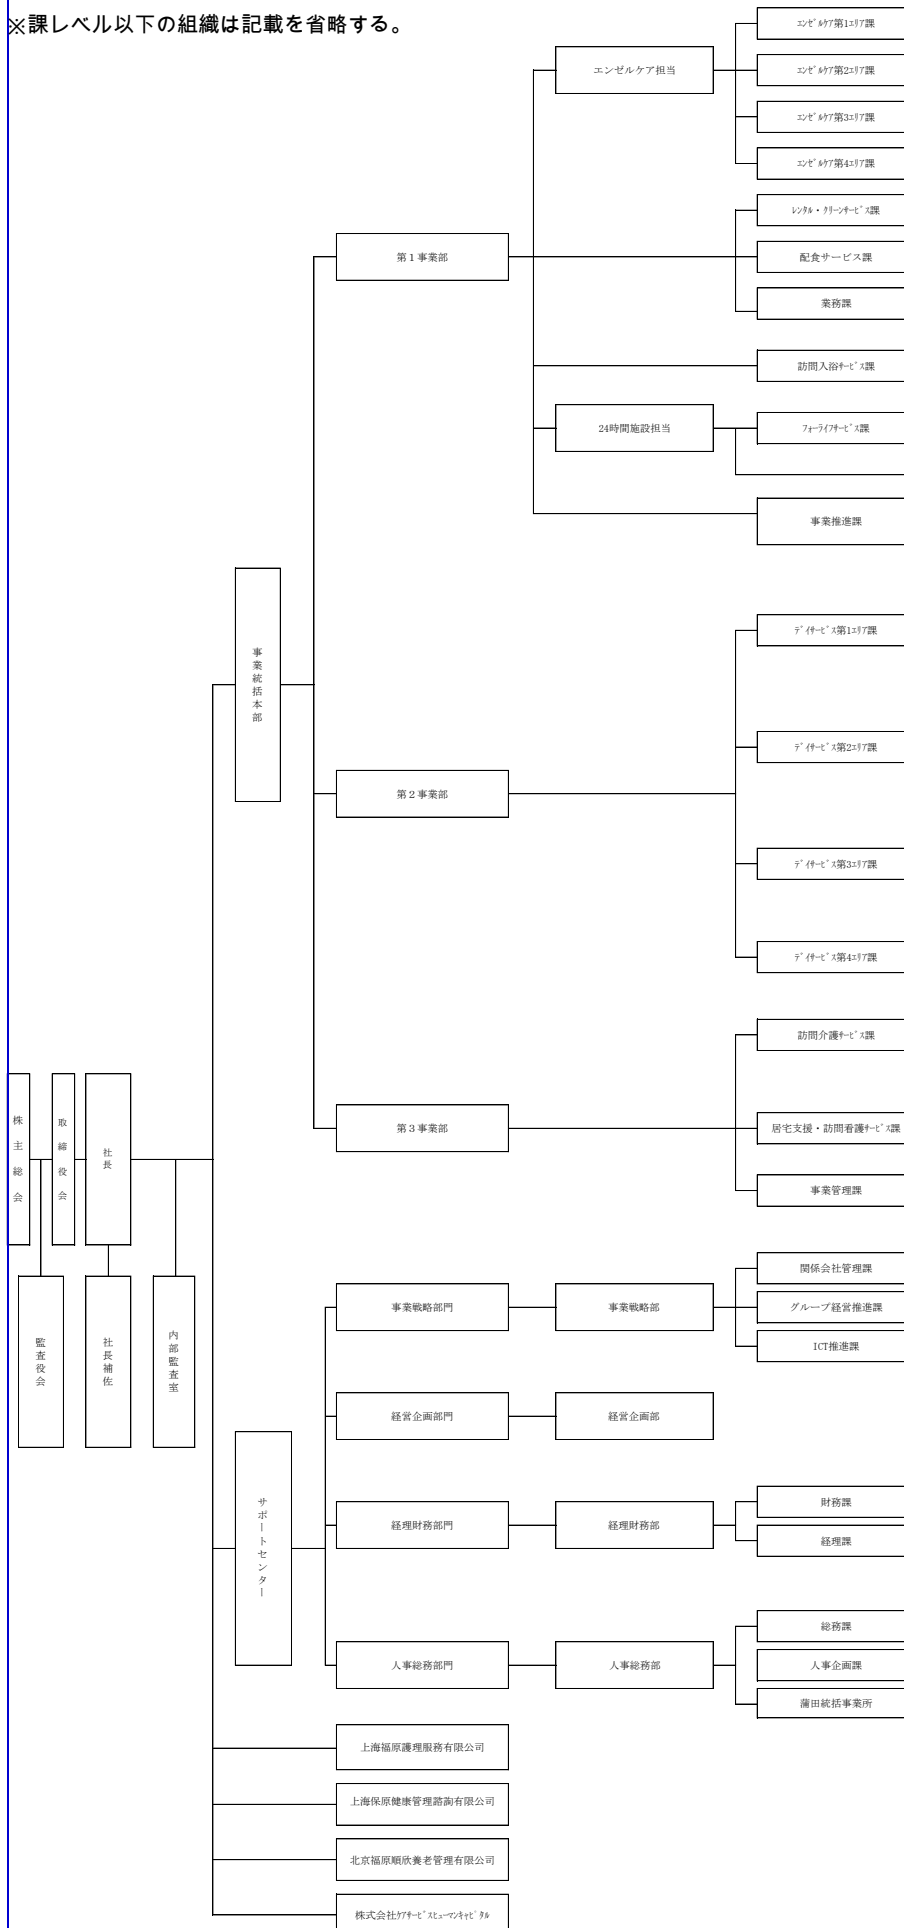 ※課レベル以下の組織は記載を省略する。
エンゼルケア第1エリア課
エンゼルケア担当
エンゼルケア第2エリア課
エンゼルケア第3エリア課
エンゼルケア第4エリア課
レンタル・クリーンサービス課
第1事業部
配食サービス課
業務課
訪問入浴サービス課
24時間施設担当
フォーライフサービス課
事業推進課
事業統括本部
デイサービス第1エリア課
デイサービス第2エリア課
第2事業部
デイサービス第3エリア課
デイサービス第4エリア課
訪問介護サービス課
第3事業部
居宅支援・訪問看護サービス課
事業管理課
株主総会
取締役会
社長
監査役会
社長補佐
内部監査室
関係会社管理課
事業戦略部門
事業戦略部
グループ経営推進課
ICT推進課
経営企画部門
経営企画部
サポートセンター
財務課
経理財務部門
経理財務部
経理課
総務課
人事総務部門
人事総務部
人事企画課
蒲田統括事業所
上海福原護理服務有限公司
上海保原健康管理諮詢有限公司
北京福原順欣養老管理有限公司
株式会社ケアサービスヒューマンキャピタル